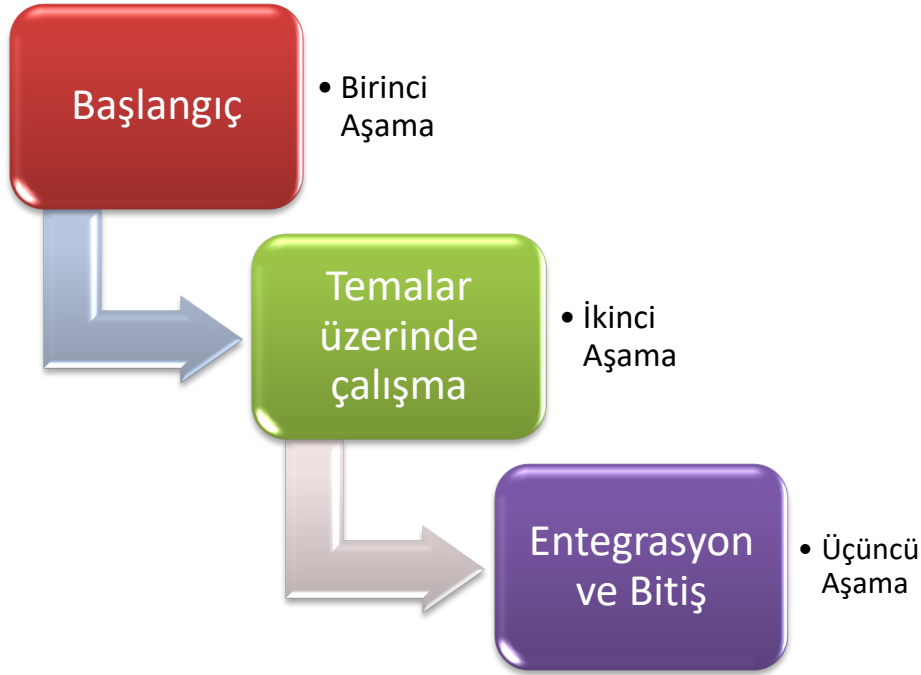 Başlangıç
• Birinci
Aşama
Temalar
üzerinde
çalışma
• İkinci
Aşama
Entegrasyon
ve Bitiş
• Üçüncü
Aşama